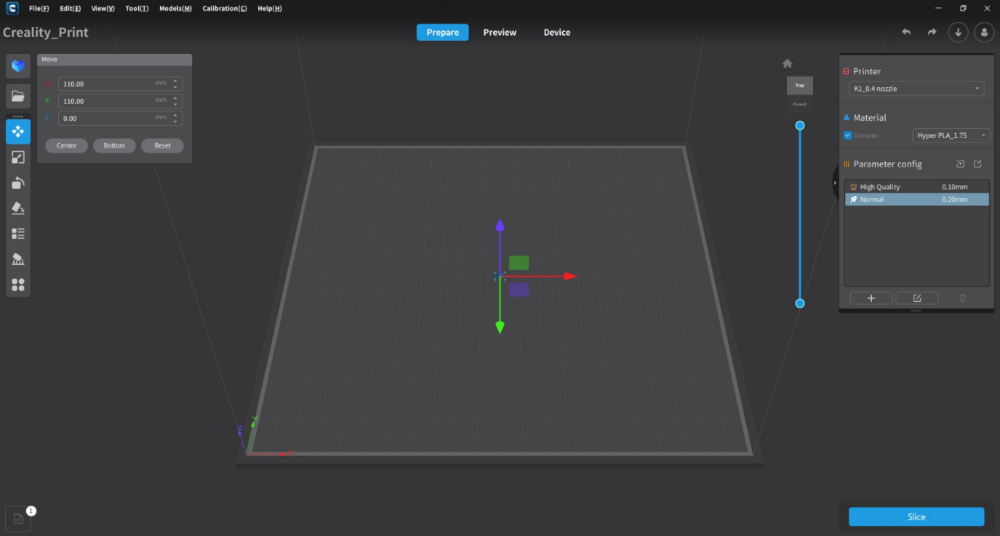 File(F) Edit(E) View(V) Tool(T) Models(M) Calibration(C) Help(H)
Creality_Print
Prepare Preview Device
Move
X: 110.00 mm
Y: 110.00 mm
Z: 0.00 mm
Center Bottom Reset
Top
Front
Printer
K1_0.4 nozzle
Material
Extruder Hyper PLA_1.75
Parameter config
High Quality 0.10mm
Normal 0.20mm
Z Y
X
1
Slice